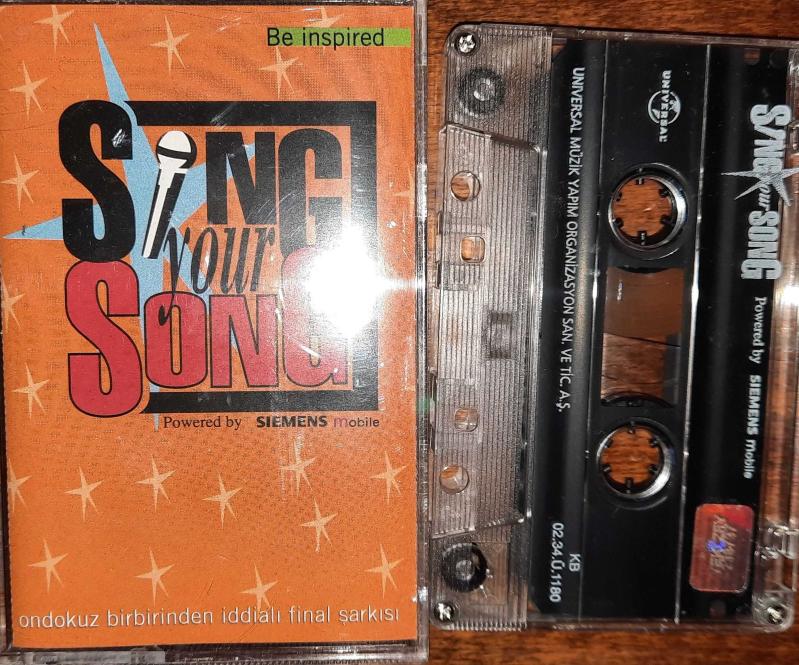 Be inspired
SING
your
SONG
Powered by SIEMENS mobile
ondokuz birbirinden iddialı final şarkısı
UNIVERSAL
SING your SONG
Powered by SIEMENS mobile
UNIVERSAL MÜZİK YAPIM ORGANİZASYON SAN. VE TİC. A.Ş.
KB
02.34.Ü.1180